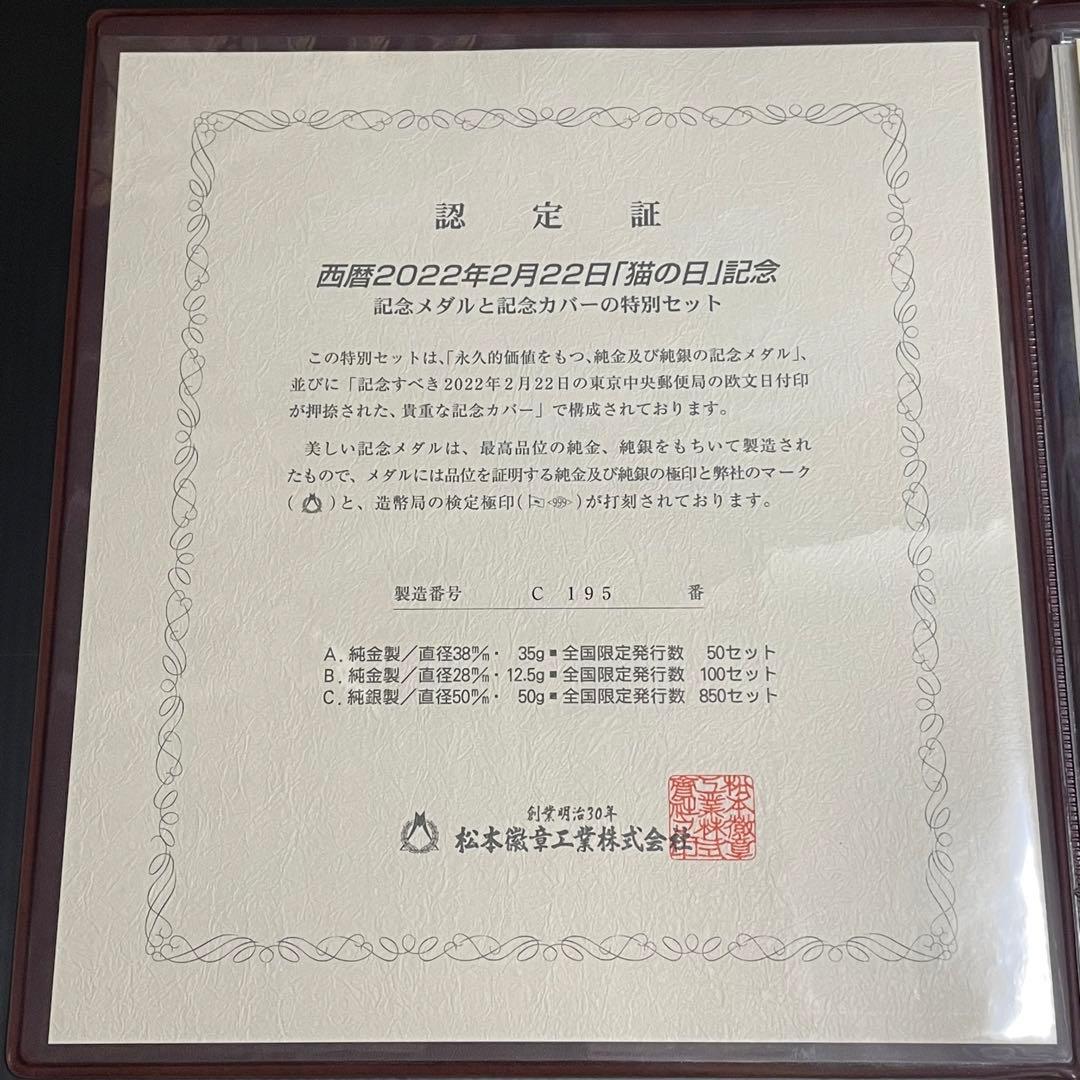 認定証
西暦2022年2月22日「猫の日」記念
記念メダルと記念カバーの特別セット
この特別セットは、「永久的価値をもつ、純金及び純銀の記念メダル」、
並びに「記念すべき2022年2月22日の東京中央郵便局の欧文日付印
が押捺された、貴重な記念カバー」で構成されております。
美しい記念メダルは、最高品位の純金、純銀をもちいて製造され
たもので、メダルには品位を証明する純金及び純銀の極印と弊社のマーク
( )と、造幣局の検定極印( 999 )が打刻されております。
製造番号 C 195 番
A. 純金製／直径38m/m・ 35g■全国限定発行数 50セット
B. 純金製／直径28m/m・12.5g■全国限定発行数 100セット
C. 純銀製／直径50m/m・ 50g■全国限定発行数 850セット
創業明治30年
松本徽章工業株式会社